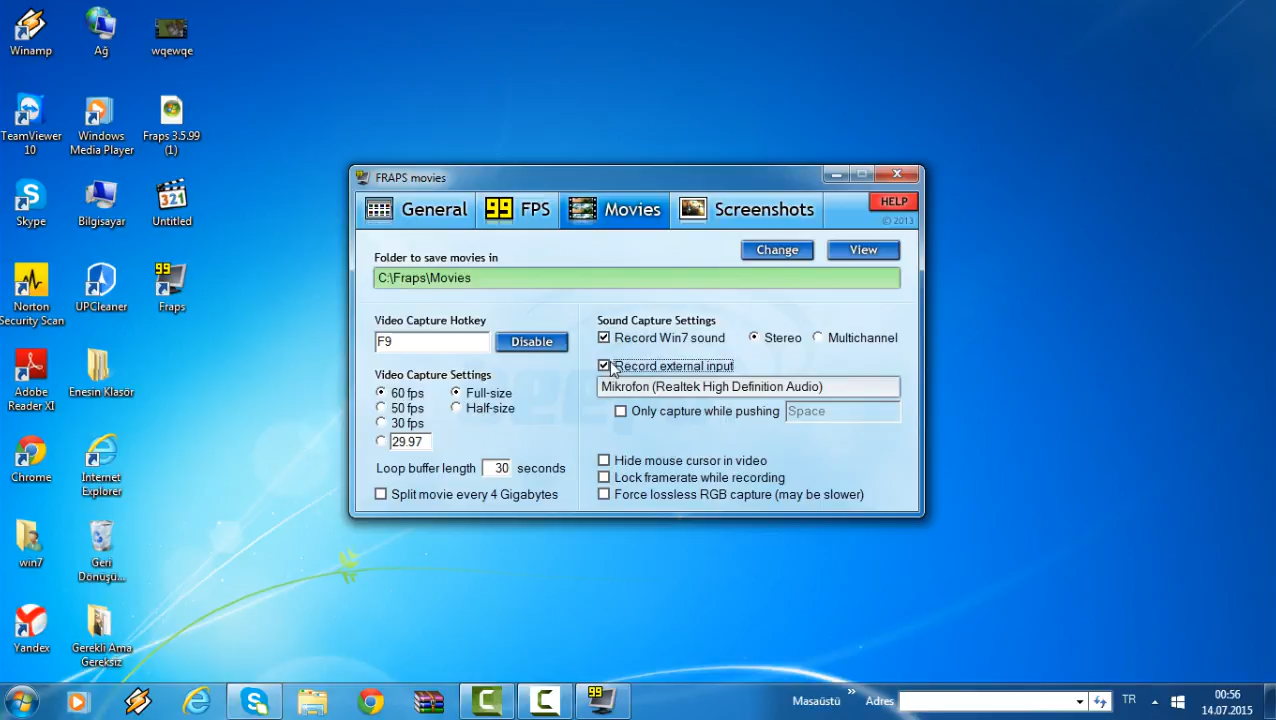 Winamp
Ağ
wqewqe
TeamViewer
10
Windows
Media Player
Fraps 3.5.99
(1)
Skype
Bilgisayar
321
Untitled
Norton
Security Scan
UPCleaner
99
Fraps
Adobe
Reader XI
Enesin Klasör
Chrome
Internet
Explorer
win7
Geri
Dönüşü...
Yandex
Gerekli Ama
Gereksiz
FRAPS movies
General
99 FPS
Movies
Screenshots
HELP
© 2013
Folder to save movies in
Change
View
C:\Fraps\Movies
Video Capture Hotkey
F9
Disable
Video Capture Settings
60 fps
Full-size
50 fps
Half-size
30 fps
29.97
Loop buffer length 30 seconds
Split movie every 4 Gigabytes
Sound Capture Settings
Record Win7 sound
Stereo
Multichannel
Record external input
Mikrofon (Realtek High Definition Audio)
Only capture while pushing
Space
Hide mouse cursor in video
Lock framerate while recording
Force lossless RGB capture (may be slower)
99
Masaüstü
»
Adres
TR
00:56
14.07.2015